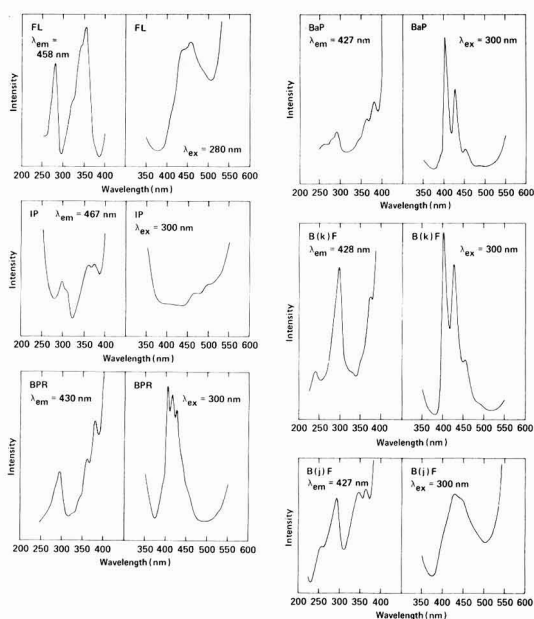 FL
λem =
458 nm
FL
λex = 280 nm
Intensity
200 250 300 350 400 350 400 450 500 550 600
Wavelength (nm)
IP
λem = 467 nm
IP
λex = 300 nm
Intensity
200 250 300 350 400 350 400 450 500 550 600
Wavelength (nm)
BPR
λem = 430 nm
BPR
λex = 300 nm
Intensity
200 250 300 350 400 350 400 450 500 550 600
Wavelength (nm)
BaP
λem = 427 nm
BaP
λex = 300 nm
Intensity
200 250 300 350 400 350 400 450 500 550 600
Wavelength (nm)
B(k)F
λem = 428 nm
B(k)F
λex = 300 nm
Intensity
200 250 300 350 400 350 400 450 500 550 600
Wavelength (nm)
B(j)F
λem = 427 nm
B(j)F
λex = 300 nm
Intensity
200 250 300 350 400 350 400 450 500 550 600
Wavelength (nm)